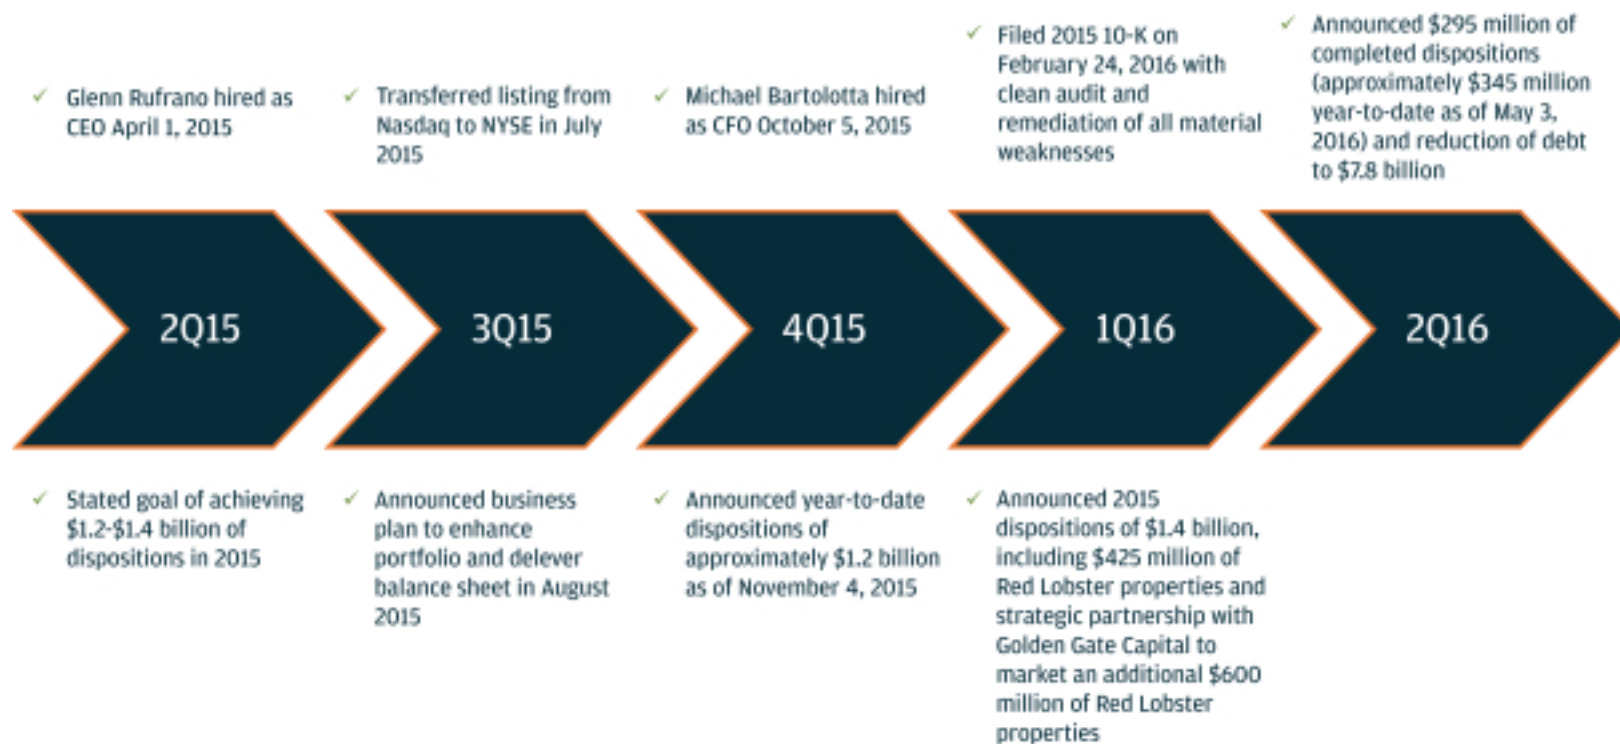 Glenn Rufrano hired as
CEO April 1, 2015
Transferred listing from
Nasdaq to NYSE in July
2015
Michael Bartolotta hired
as CFO October 5, 2015
Filed 2015 10-K on
February 24, 2016 with
clean audit and
remediation of all material
weaknesses
Announced $295 million of
completed dispositions
(approximately $345 million
year-to-date as of May 3,
2016) and reduction of debt
to $7.8 billion
2Q15
3Q15
4Q15
1Q16
2Q16
Stated goal of achieving
$1.2-$1.4 billion of
dispositions in 2015
Announced business
plan to enhance
portfolio and delever
balance sheet in August
2015
Announced year-to-date
dispositions of
approximately $1.2 billion
as of November 4, 2015
Announced 2015
dispositions of $1.4 billion,
including $425 million of
Red Lobster properties and
strategic partnership with
Golden Gate Capital to
market an additional $600
million of Red Lobster
properties